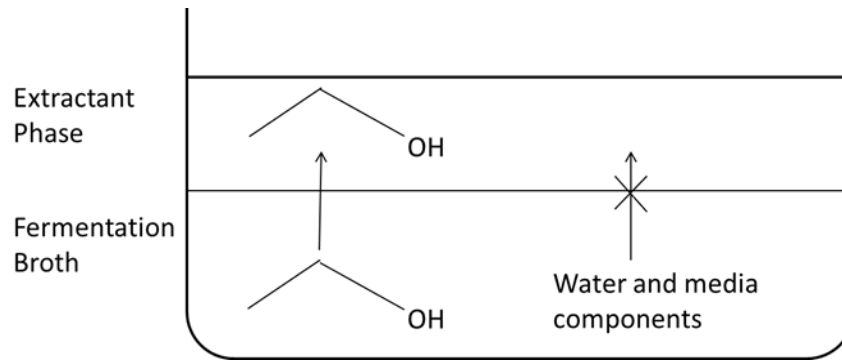 Extractant
Phase
OH
Fermentation
Broth
OH
Water and media
components